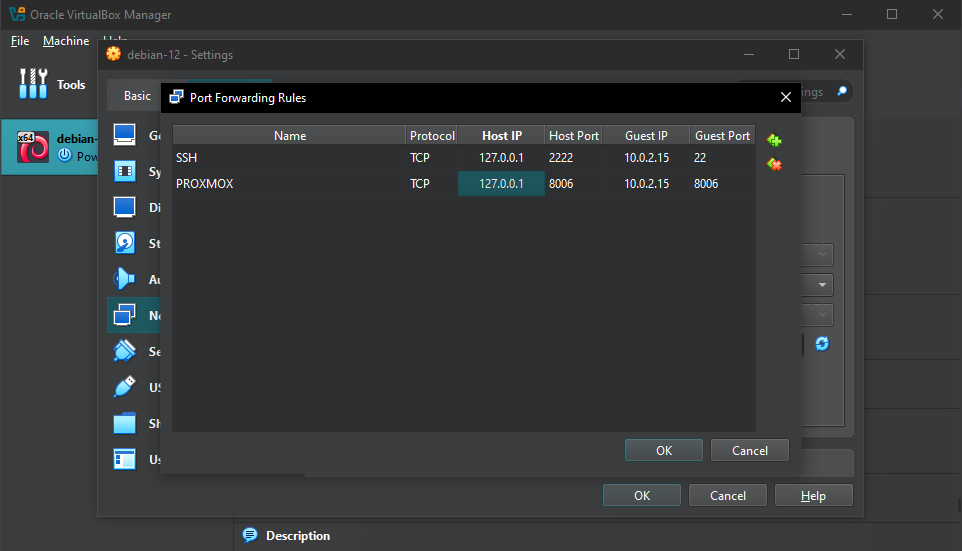 Oracle VirtualBox Manager
File Machine Help
debian-12 - Settings
Tools
Basic
Port Forwarding Rules
Name Protocol Host IP Host Port Guest IP Guest Port
SSH TCP 127.0.0.1 2222 10.0.2.15 22
PROXMOX TCP 127.0.0.1 8006 10.0.2.15 8006
x64
debian-
Pow
Ge
Sy
Di
St
Au
Ne
Se
US
Sh
Us
ngs
OK Cancel
OK Cancel Help
Description